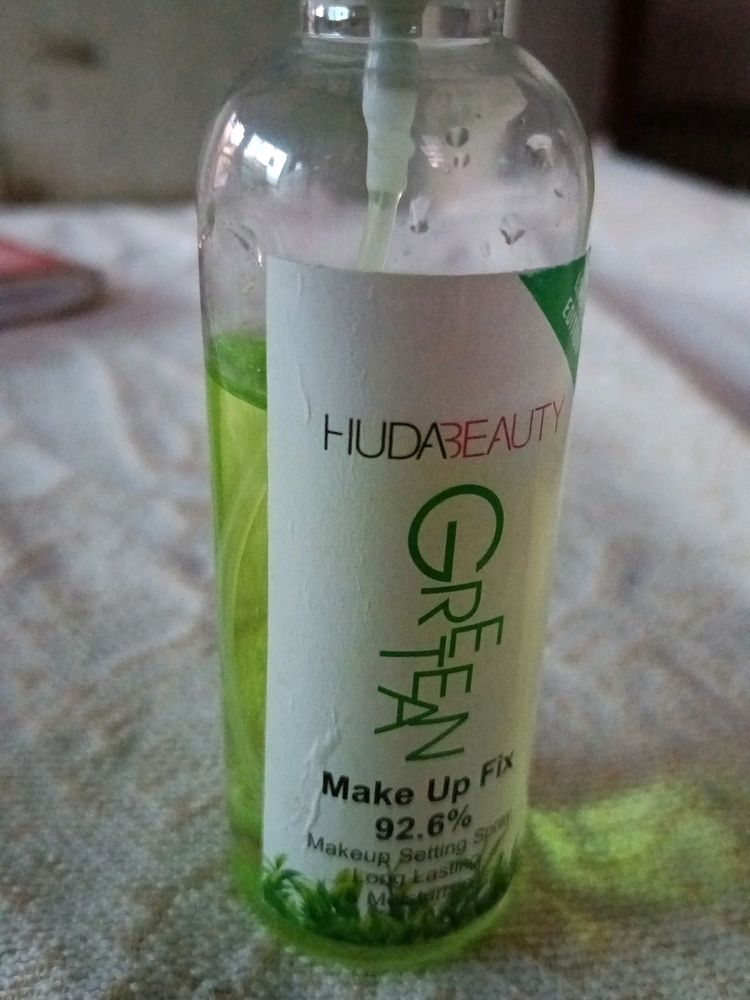 HUDABEAUTY
GREEN
TEA
Make Up Fix
92.6%
Makeup Setting Spray
Long Lasting